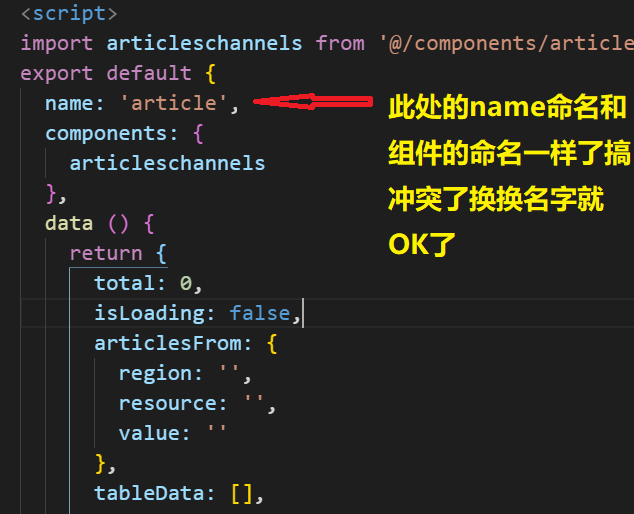 <script>
import articleschannels from '@/components/article
export default {
name: 'article',
此处的name命名和
组件的命名一样了搞
冲突了换换名字就
OK了
components: {
articleschannels
},
data () {
return {
total: 0,
isLoading: false,
articlesFrom: {
region: '',
resource: '',
value: ''
},
tableData: [],